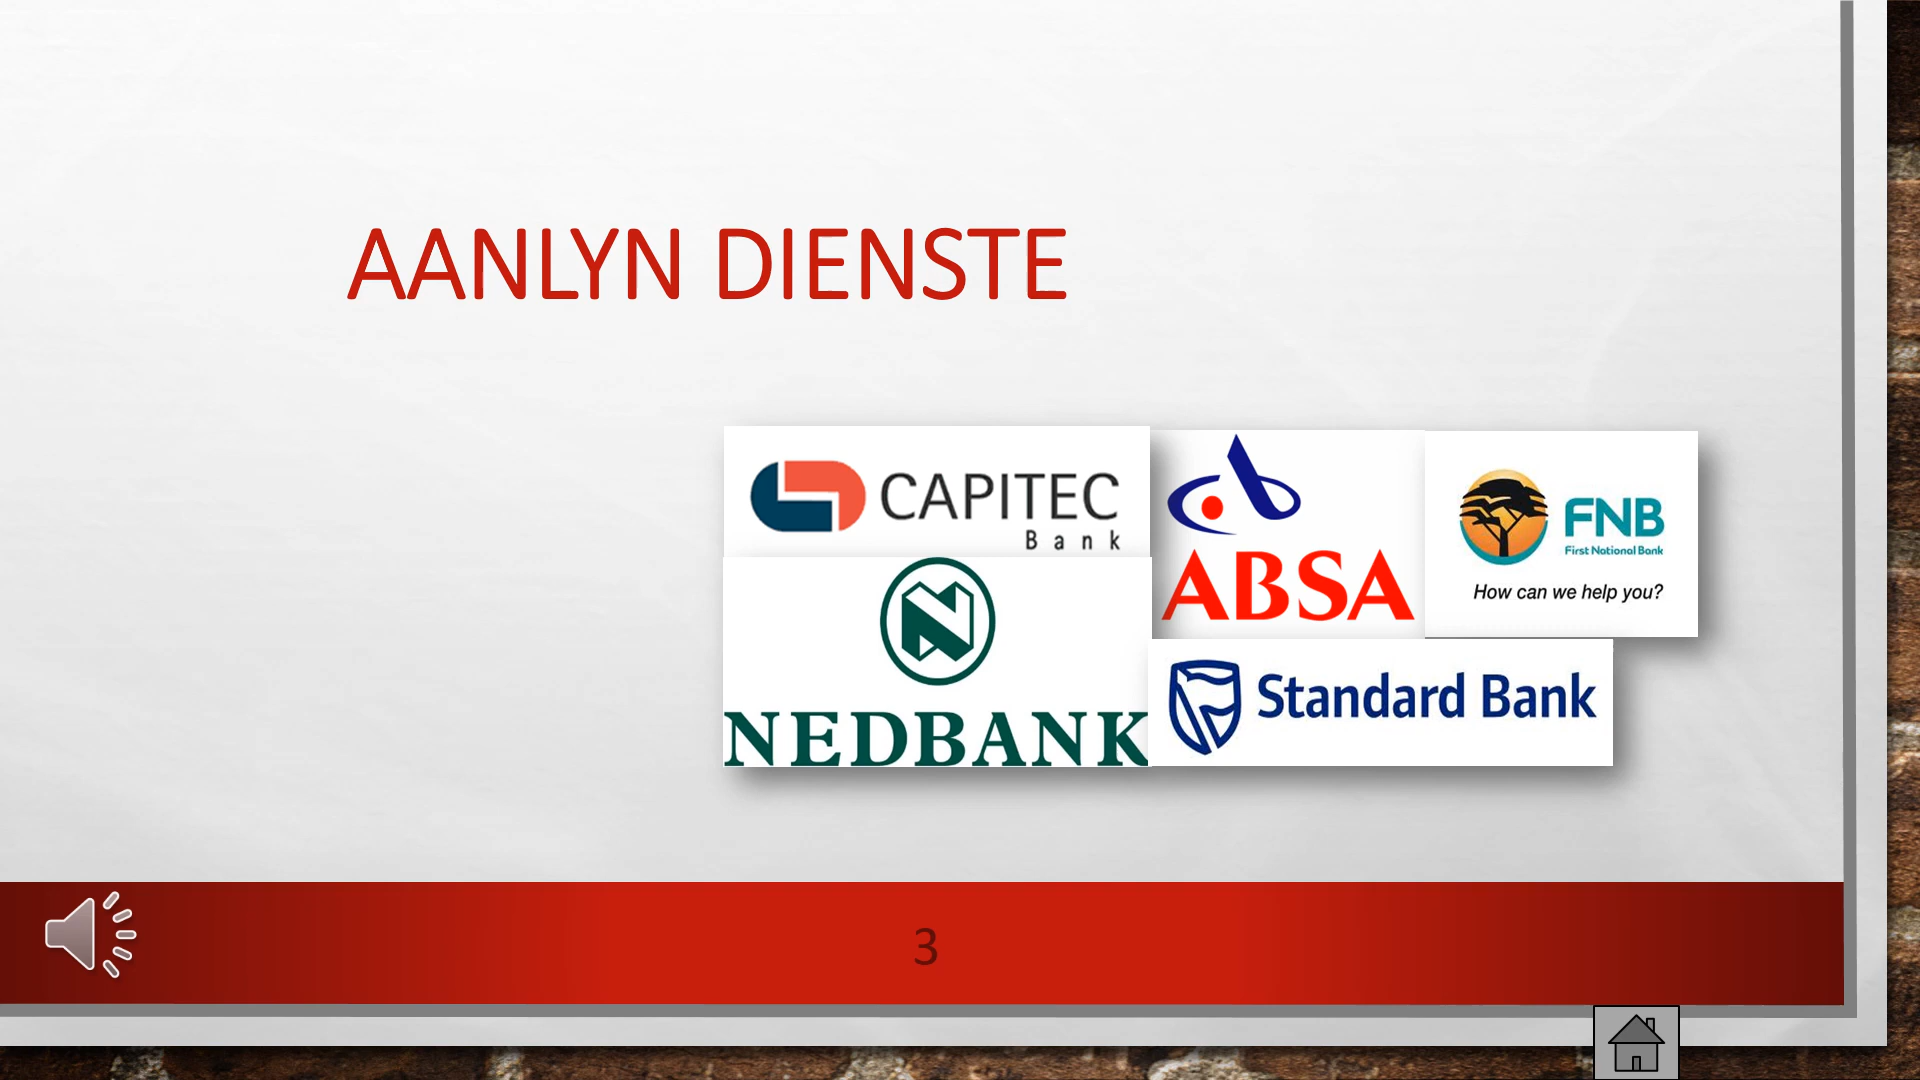 AANLYN DIENSTE
CAPITEC
Bank
ABSA
FNB
First National Bank
How can we help you?
NEDBANK
Standard Bank
3